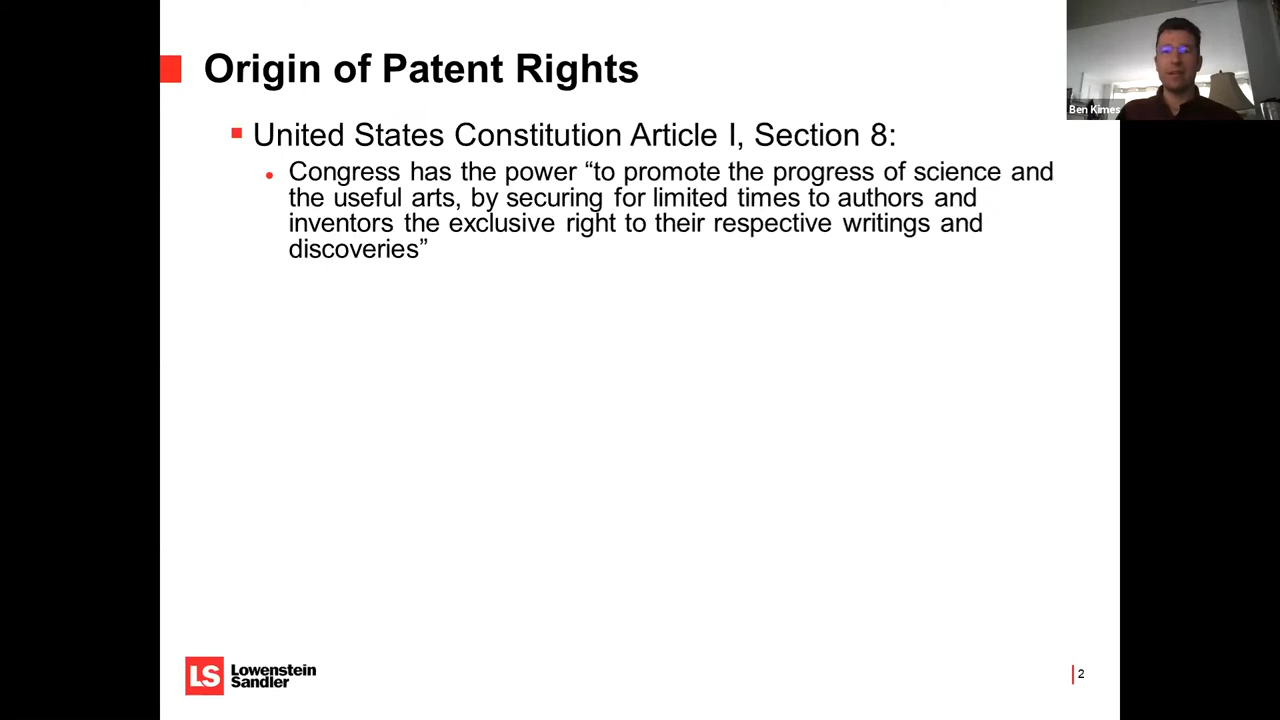 Origin of Patent Rights
Ben Kimes
United States Constitution Article I, Section 8:
Congress has the power “to promote the progress of science and
the useful arts, by securing for limited times to authors and
inventors the exclusive right to their respective writings and
discoveries”
LS Lowenstein
Sandler
2